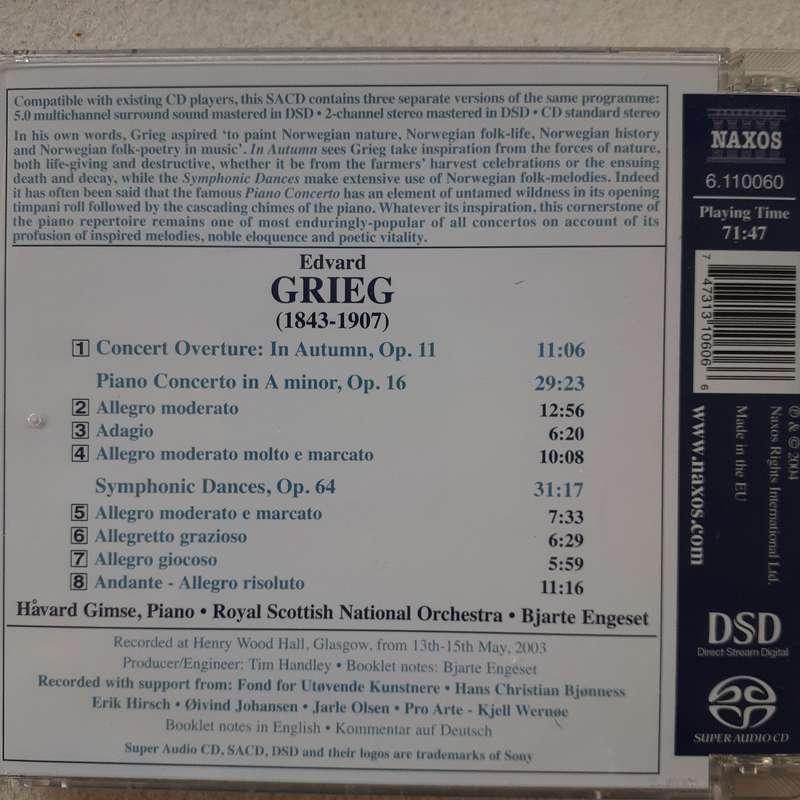 Compatible with existing CD players, this SACD contains three separate versions of the same programme:
5.0 multichannel surround sound mastered in DSD • 2-channel stereo mastered in DSD • CD standard stereo
In his own words, Grieg aspired ‘to paint Norwegian nature, Norwegian folk-life, Norwegian history
and Norwegian folk-poetry in music’. In Autumn sees Grieg take inspiration from the forces of nature,
both life-giving and destructive, whether it be from the farmers’ harvest celebrations or the ensuing
death and decay, while the Symphonic Dances make extensive use of Norwegian folk-melodies. Indeed
it has often been said that the famous Piano Concerto has an element of untamed wildness in its opening
timpani roll followed by the cascading chimes of the piano. Whatever its inspiration, this cornerstone of
the piano repertoire remains one of most enduringly-popular of all concertos on account of its
profusion of inspired melodies, noble eloquence and poetic vitality.
Edvard
GRIEG
(1843-1907)
1 Concert Overture: In Autumn, Op. 11 11:06
Piano Concerto in A minor, Op. 16 29:23
2 Allegro moderato 12:56
3 Adagio 6:20
4 Allegro moderato molto e marcato 10:08
Symphonic Dances, Op. 64 31:17
5 Allegro moderato e marcato 7:33
6 Allegretto grazioso 6:29
7 Allegro giocoso 5:59
8 Andante - Allegro risoluto 11:16
Håvard Gimse, Piano • Royal Scottish National Orchestra • Bjarte Engeset
Recorded at Henry Wood Hall, Glasgow, from 13th-15th May, 2003
Producer/Engineer: Tim Handley • Booklet notes: Bjarte Engeset
Recorded with support from: Fond for Utøvende Kunstnere • Hans Christian Bjønness
Erik Hirsch • Øivind Johansen • Jarle Olsen • Pro Arte - Kjell Wernøe
Booklet notes in English • Kommentar auf Deutsch
Super Audio CD, SACD, DSD and their logos are trademarks of Sony
NAXOS
6.110060
Playing Time
71:47
7 47313 10606 6
℗ & © 2004
Naxos Rights International Ltd.
Made in the EU
www.naxos.com
DSD
Direct Stream Digital
SUPER AUDIO CD